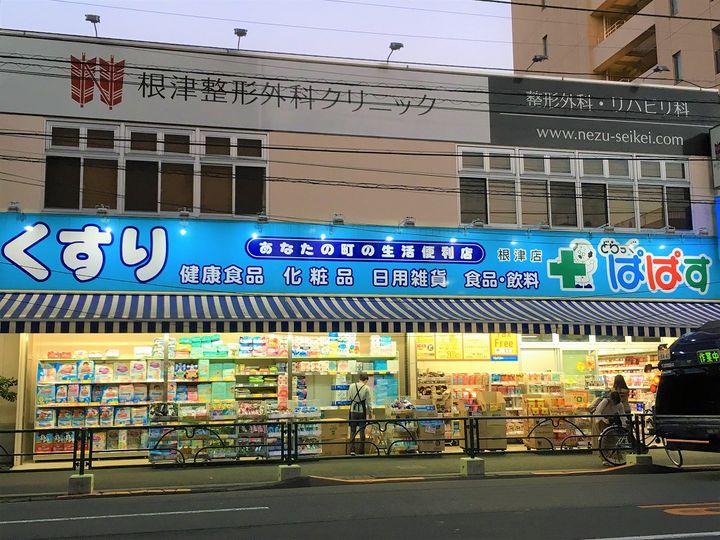 根津整形外科クリニック
整形外科・リハビリ科
www.nezu-seikei.com
くすり
あなたの町の生活便利店
健康食品 化粧品 日用雑貨 食品・飲料
根津店
どらっぐ
ぱぱす
Free
作業中